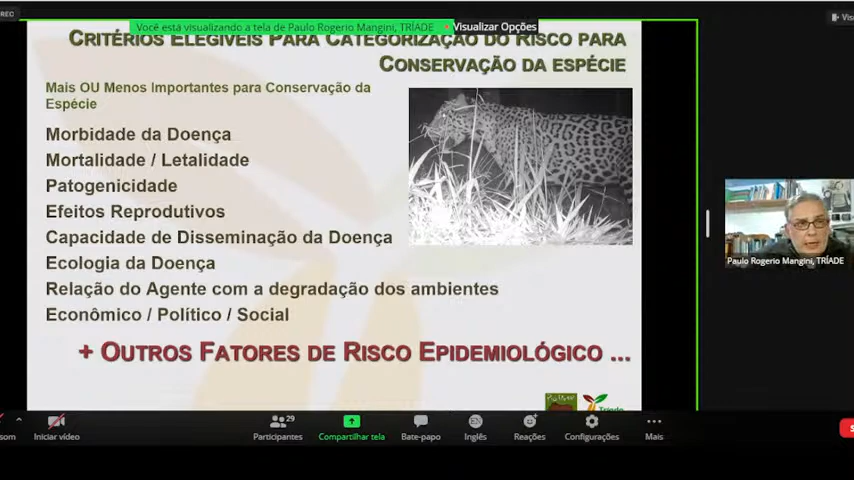 REC
Você está visualizando a tela de Paulo Rogerio Mangini, TRÍADE
Visualizar Opções
CRITÉRIOS ELEGÍVEIS PARA CATEGORIZAÇÃO DO RISCO PARA
CONSERVAÇÃO DA ESPÉCIE
Mais OU Menos Importantes para Conservação da
Espécie
Morbidade da Doença
Mortalidade / Letalidade
Patogenicidade
Efeitos Reprodutivos
Capacidade de Disseminação da Doença
Ecologia da Doença
Relação do Agente com a degradação dos ambientes
Econômico / Político / Social
+ OUTROS FATORES DE RISCO EPIDEMIOLÓGICO ...
Paulo Rogerio Mangini, TRÍADE
som
Iniciar vídeo
29
Participantes
Compartilhar tela
Bate-papo
Inglês
Reações
Configurações
Mais